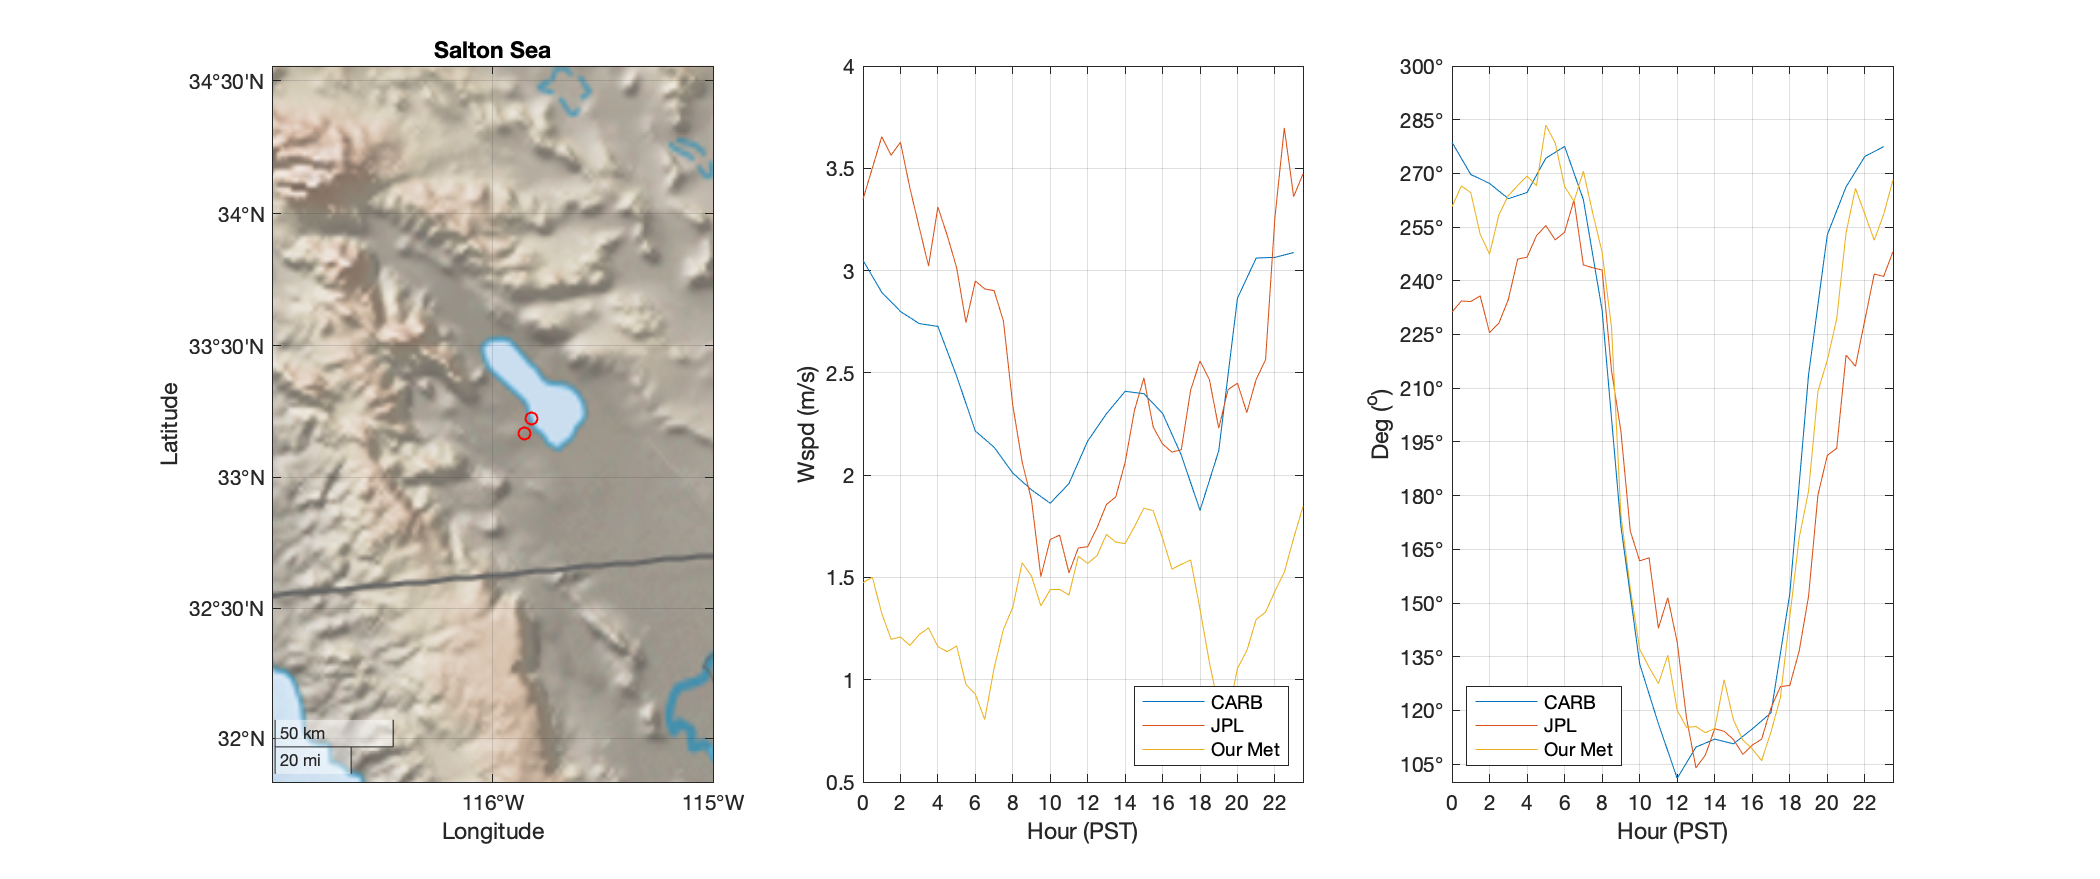 Salton Sea
34°30'N
34°N
33°30'N
33°N
32°30'N
32°N
Latitude
50 km
20 mi
116°W
115°W
Longitude
4
3.5
3
2.5
2
1.5
1
0.5
Wspd (m/s)
CARB
JPL
Our Met
0 2 4 6 8 10 12 14 16 18 20 22
Hour (PST)
300°
285°
270°
255°
240°
225°
210°
195°
180°
165°
150°
135°
120°
105°
Deg (°)
CARB
JPL
Our Met
0 2 4 6 8 10 12 14 16 18 20 22
Hour (PST)